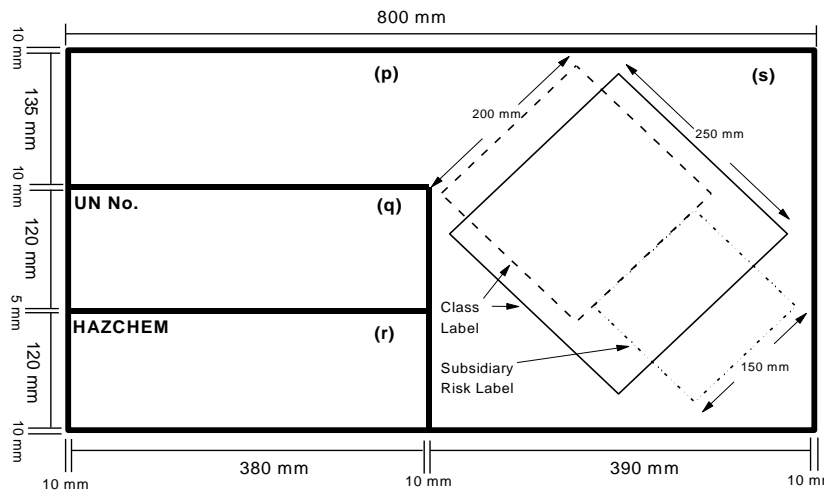 800 mm
10 mm
(p)
(s)
135 mm
200 mm
250 mm
10 mm
UN No.
(q)
120 mm
5 mm
Class
Label
HAZCHEM
(r)
120 mm
Subsidiary
Risk Label
150 mm
10 mm
380 mm
390 mm
10 mm
10 mm
10 mm